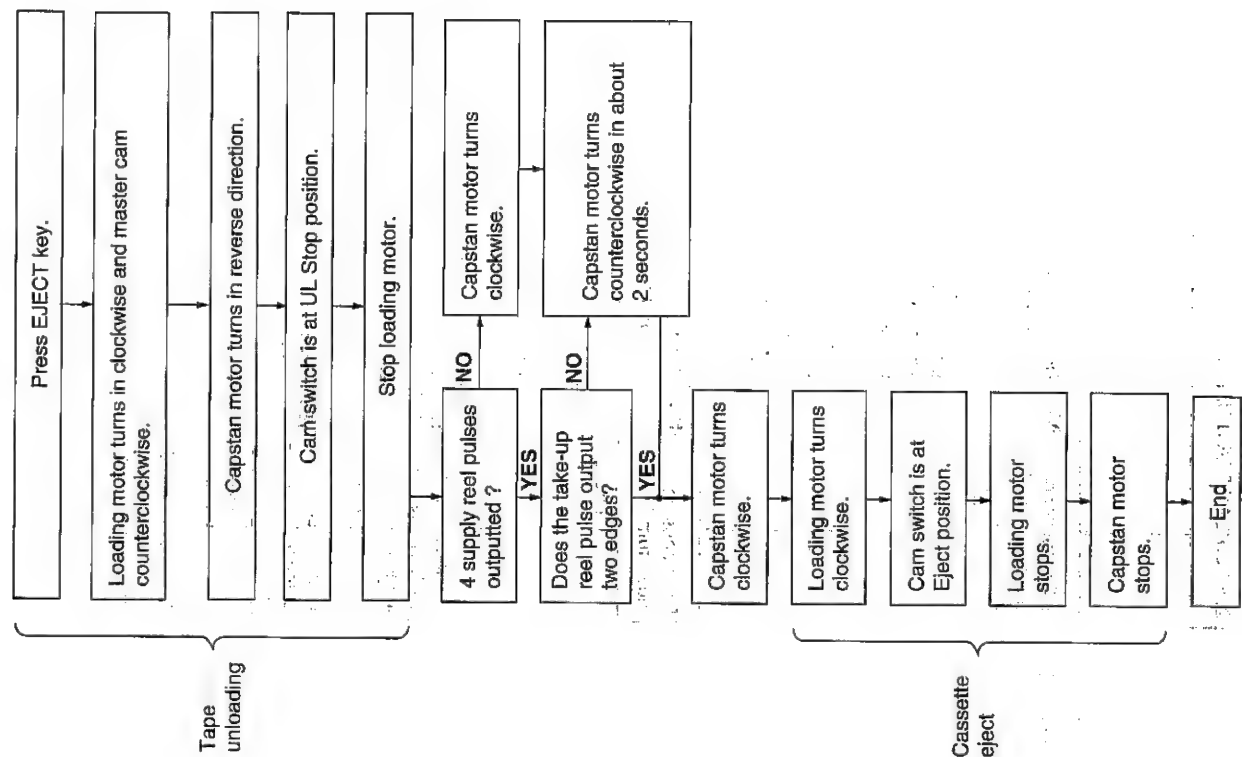 Press EJECT key.
Loading motor turns in clockwise and master cam
counterclockwise.
Capstan motor turns in reverse direction.
Cam switch is at UL Stop position.
Stop loading motor.
Tape
unloading
4 supply reel pulses
outputted ?
NO
YES
Capstan motor turns
clockwise.
Does the take-up
reel pulse output
two edges?
NO
YES
Capstan motor turns
counterclockwise in about
2 seconds.
Capstan motor turns
clockwise.
Loading motor turns
clockwise.
Cam switch is at
Eject position.
Loading motor
stops.
Capstan motor
stops.
Cassette
eject
End